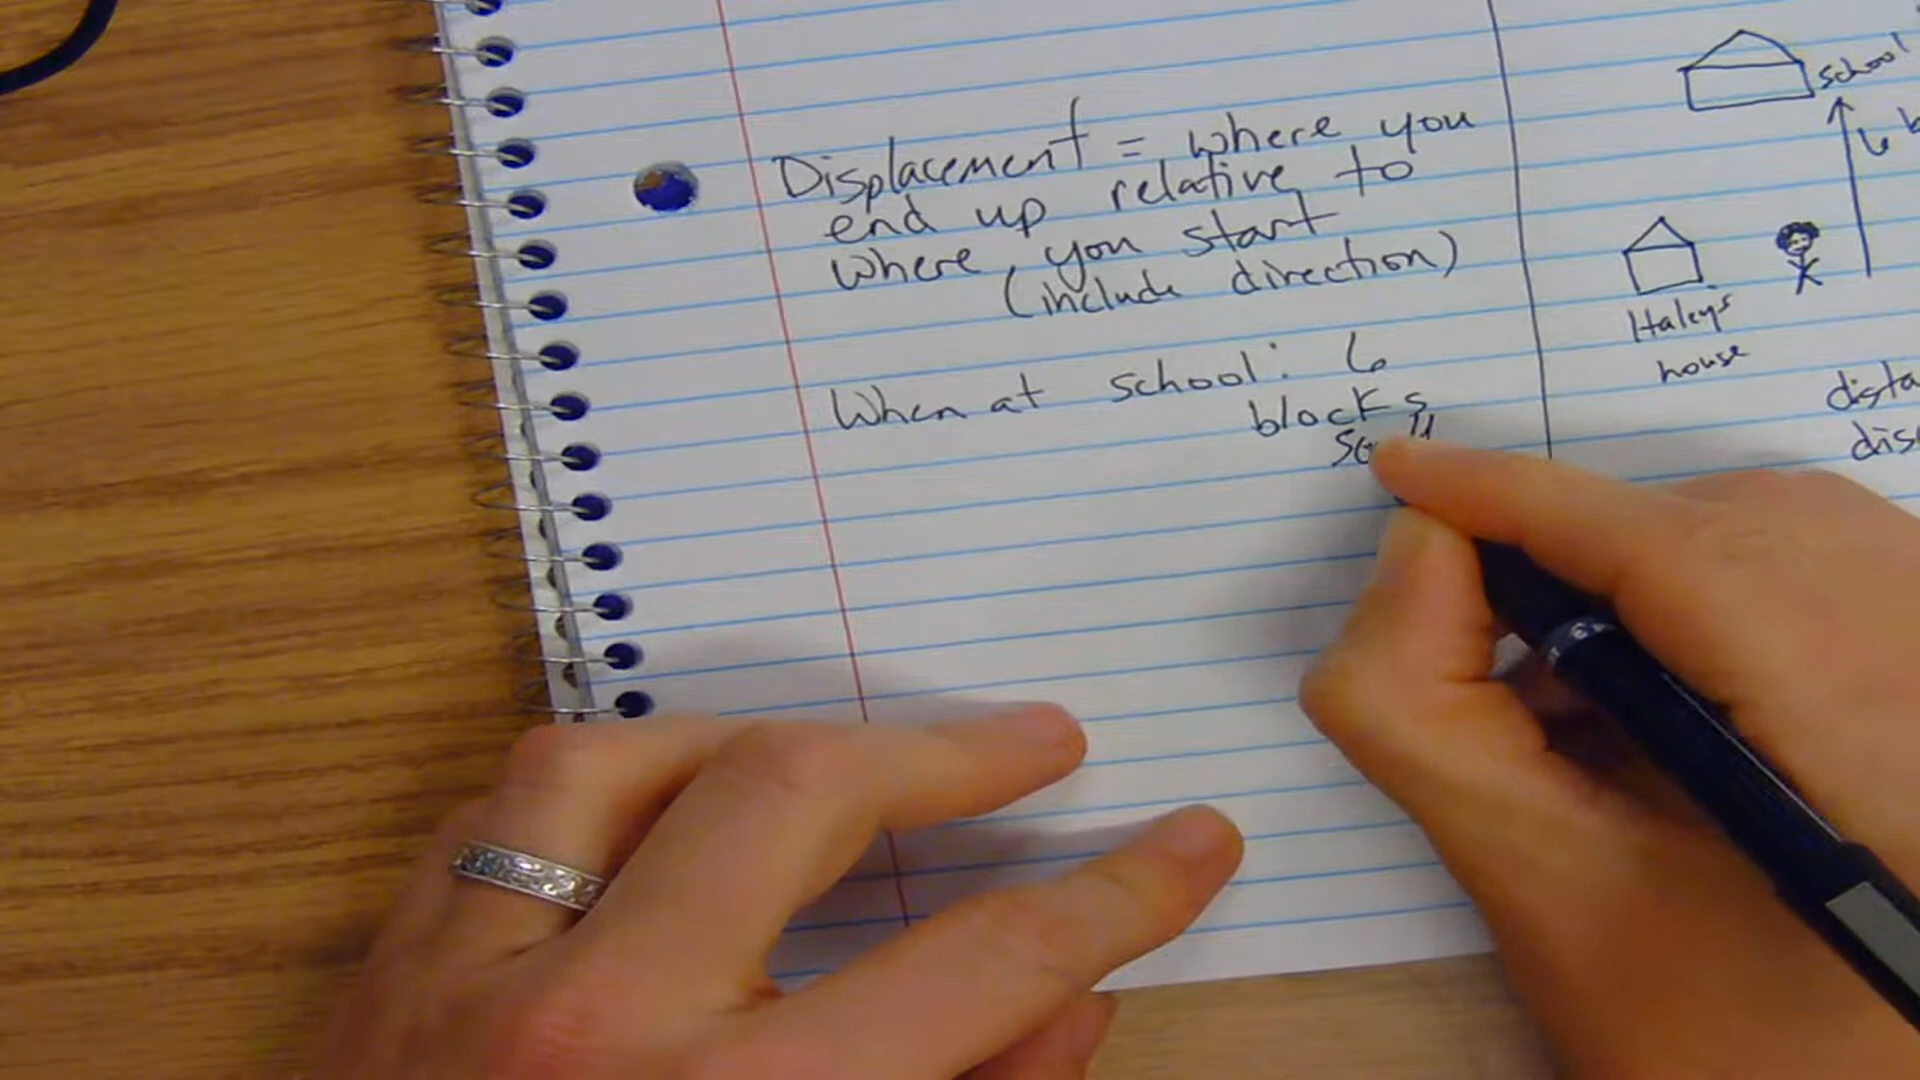 Displacement = where you
end up relative to
where you start
(include direction)
When at school: 6
blocks
school
6
Haley's
house